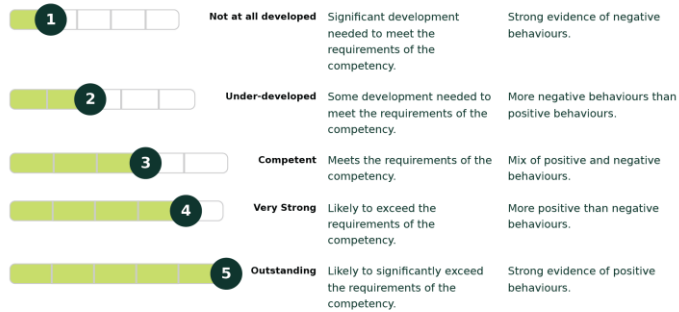 1
Not at all developed
Significant development
needed to meet the
requirements of the
competency.
Strong evidence of negative
behaviours.
2
Under-developed
Some development needed to
meet the requirements of the
competency.
More negative behaviours than
positive behaviours.
3
Competent
Meets the requirements of the
competency.
Mix of positive and negative
behaviours.
4
Very Strong
Likely to exceed the
requirements of the
competency.
More positive than negative
behaviours.
5
Outstanding
Likely to significantly exceed
the requirements of the
competency.
Strong evidence of positive
behaviours.